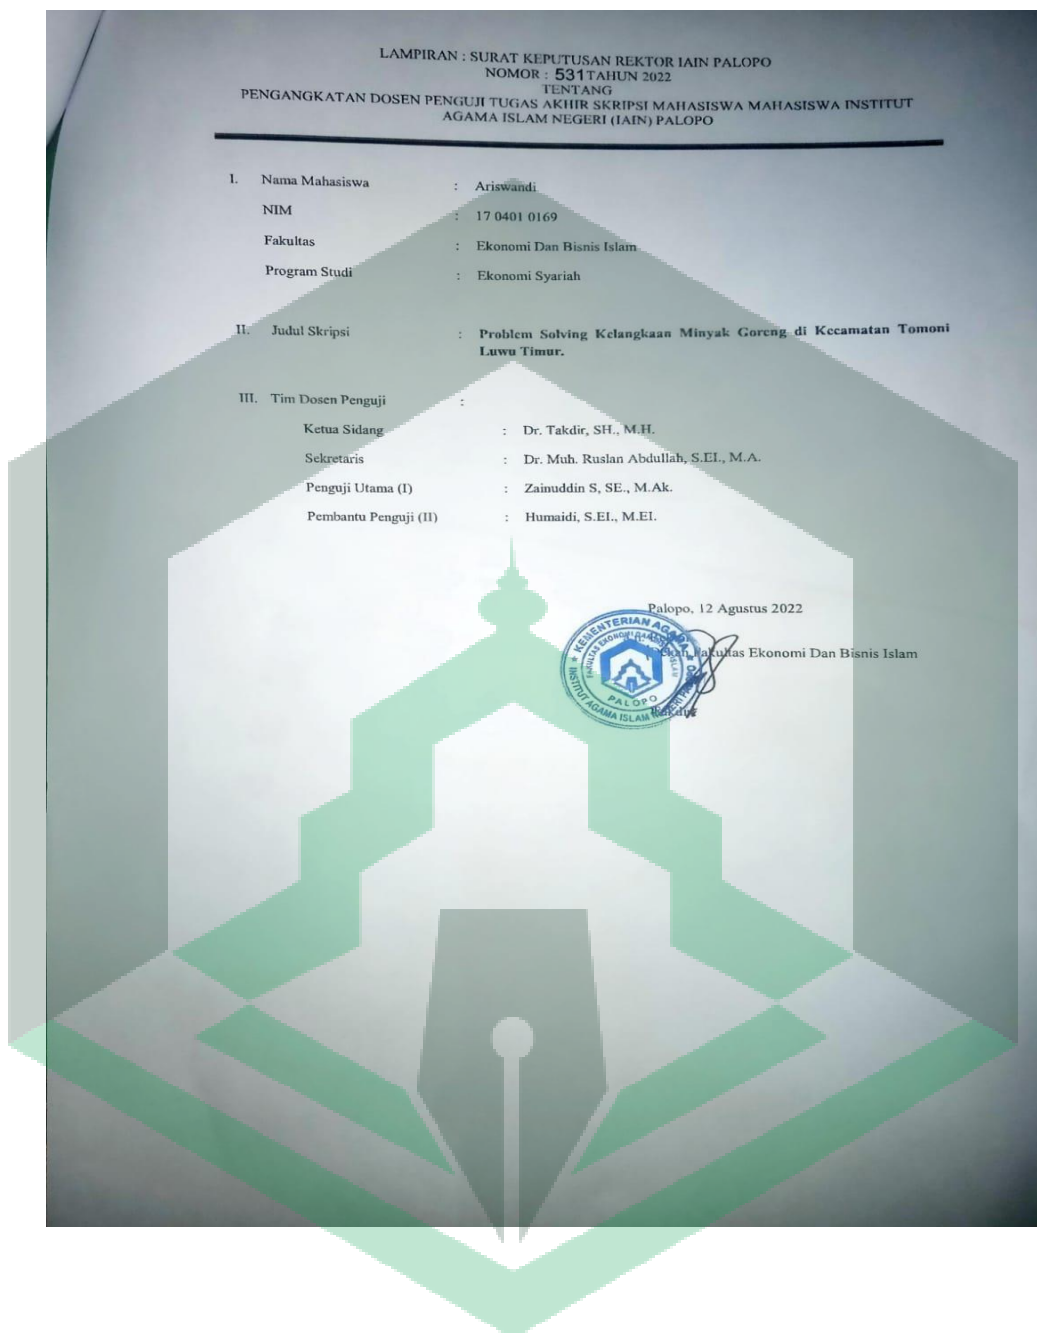 LAMPIRAN : SURAT KEPUTUSAN REKTOR IAIN PALOPO
NOMOR : 531 TAHUN 2022
TENTANG
PENGANGKATAN DOSEN PENGUJI TUGAS AKHIR SKRIPSI MAHASISWA MAHASISWA INSTITUT
AGAMA ISLAM NEGERI (IAIN) PALOPO
I. Nama Mahasiswa : Ariswandi
NIM : 17 0401 0169
Fakultas : Ekonomi Dan Bisnis Islam
Program Studi : Ekonomi Syariah
II. Judul Skripsi : Problem Solving Kelangkaan Minyak Goreng di Kecamatan Tomoni
Luwu Timur.
III. Tim Dosen Penguji :
Ketua Sidang : Dr. Takdir, SH., M.H.
Sekretaris : Dr. Muh. Ruslan Abdullah, S.EI., M.A.
Penguji Utama (I) : Zainuddin S, SE., M.Ak.
Pembantu Penguji (II) : Humaidi, S.EI., M.EI.
Palopo, 12 Agustus 2022
Fakultas Ekonomi Dan Bisnis Islam
KEMENTERIAN AGAMA
INSTITUT AGAMA ISLAM
PALOPO